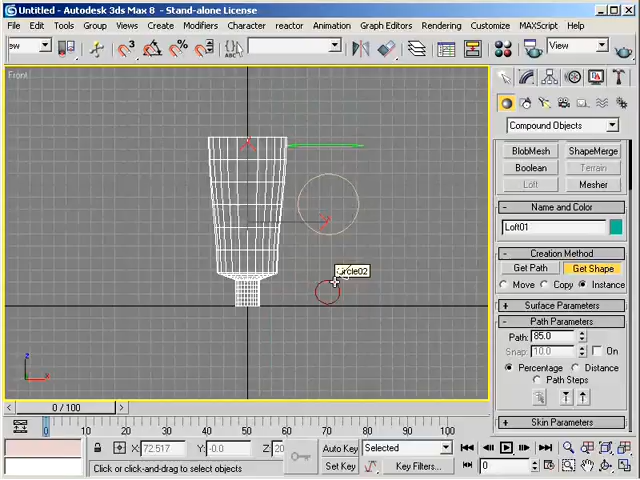 Untitled - Autodesk 3ds Max 8 - Stand-alone License
File Edit Tools Group Views Create Modifiers Character reactor Animation Graph Editors Rendering Customize MAXScript Help
ew View
ABC
Front
Compound Objects
BlobMesh ShapeMerge
Boolean Terrain
Loft Mesher
- Name and Color
Loft01
- Creation Method
Get Path Get Shape
Move Copy Instance
+ Surface Parameters
- Path Parameters
Path: 85.0
Snap: 10.0 On
Percentage Distance
Path Steps
+ Skin Parameters
Circle02
z
x
0 / 100
0 10 20 30 40 50 60 70 80 90 100
X: 72.517 Y: -0.0 Z: 20
Auto Key Selected
Click or click-and-drag to select objects
Set Key Key Filters... 0